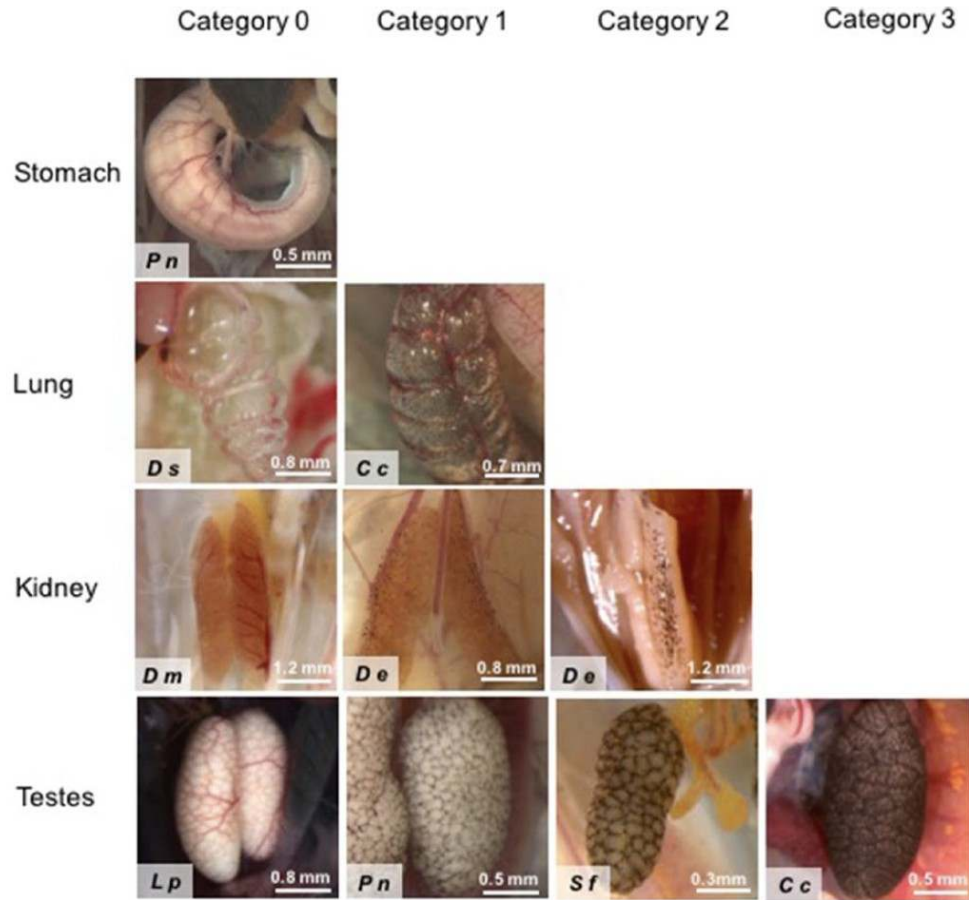 Category 0 Category 1 Category 2 Category 3
Stomach
P n 0.5 mm
Lung
D s 0.8 mm
C c 0.7 mm
Kidney
D m 1.2 mm
D e 0.8 mm
D e 1.2 mm
Testes
L p 0.8 mm
P n 0.5 mm
S f 0.3mm
C c 0.5 mm